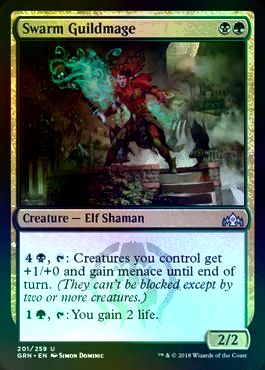 Swarm Guildmage
Creature — Elf Shaman
4, : Creatures you control get
+1/+0 and gain menace until end of
turn. (They can't be blocked except by
two or more creatures.)
1, : You gain 2 life.
2/2
201/259 U
GRN • EN Simon Dominic
™ & © 2018 Wizards of the Coast